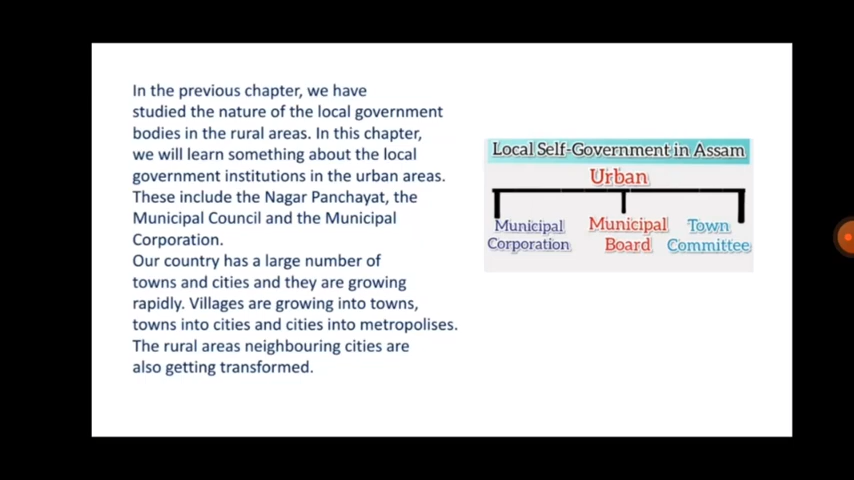 In the previous chapter, we have
studied the nature of the local government
bodies in the rural areas. In this chapter,
we will learn something about the local
government institutions in the urban areas.
These include the Nagar Panchayat, the
Municipal Council and the Municipal
Corporation.
Our country has a large number of
towns and cities and they are growing
rapidly. Villages are growing into towns,
towns into cities and cities into metropolises.
The rural areas neighbouring cities are
also getting transformed.
Local Self-Government in Assam
Urban
Municipal
Corporation
Municipal
Board
Town
Committee